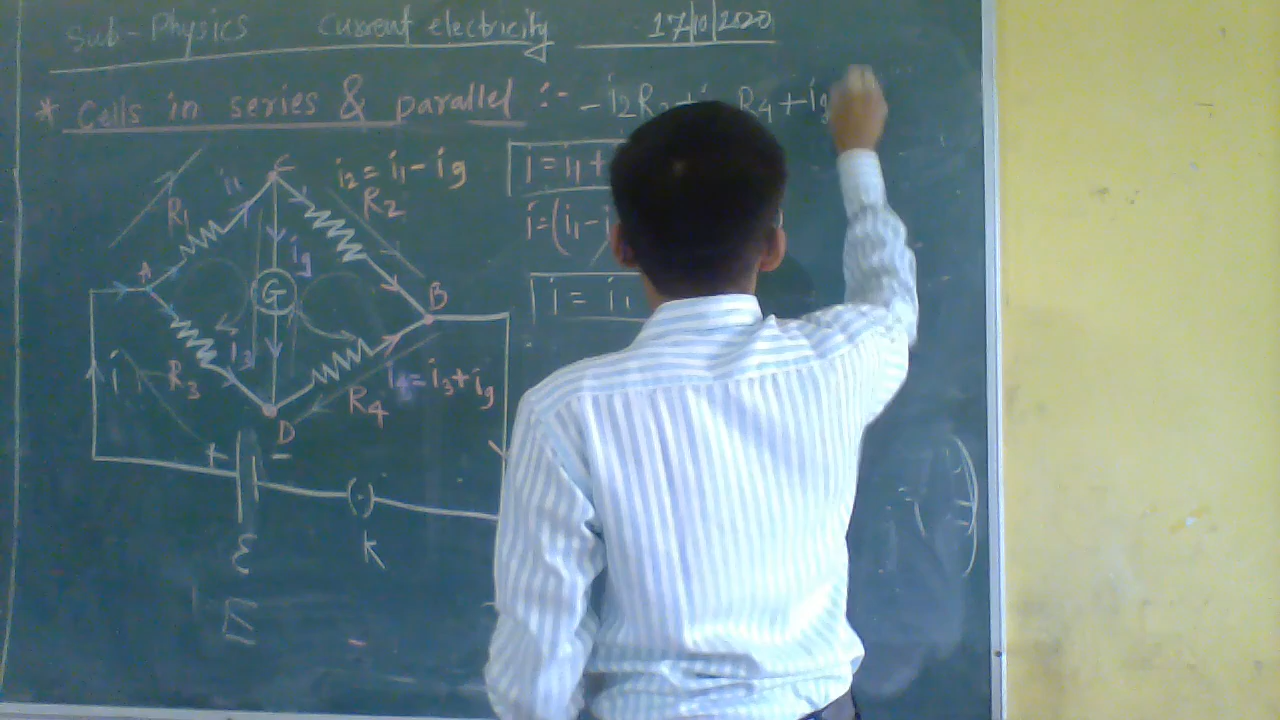 Sub-Physics Current electricity 17/10/2020
* Cells in series & parallel :- -i2R R4+ig
i2 = i1 - ig
i = i1 +
i = (i1 -
i = i1
C
i1
R1
R2
ig
A
G
B
i3
i
R3
i4 = i3 + ig
R4
D
+
-
ε
K